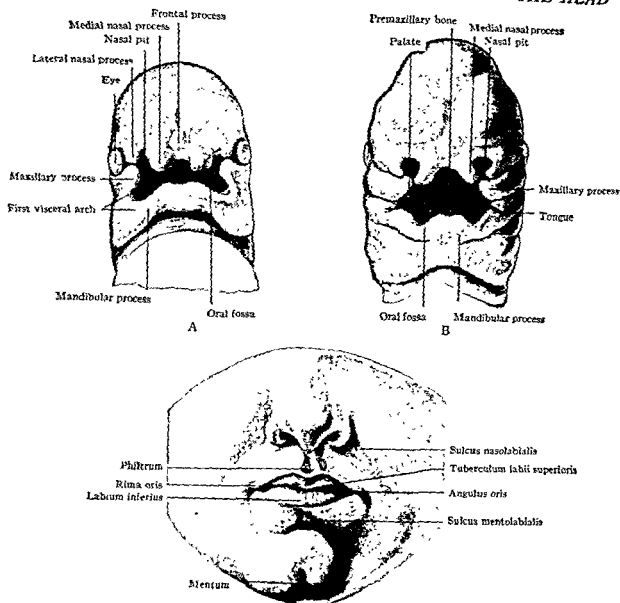 HEAD
Frontal process
Medial nasal process
Nasal pit
Lateral nasal process
Eye
Maxillary process
First visceral arch
Mandibular process
Oral fossa
A
Premaxillary bone
Medial nasal process
Palate
Nasal pit
Maxillary process
Tongue
Oral fossa
Mandibular process
B
Philtrum
Rima oris
Labium inferius
Mentum
Sulcus nasolabialis
Tuberculum labii superioris
Angulus oris
Sulcus mentolabialis